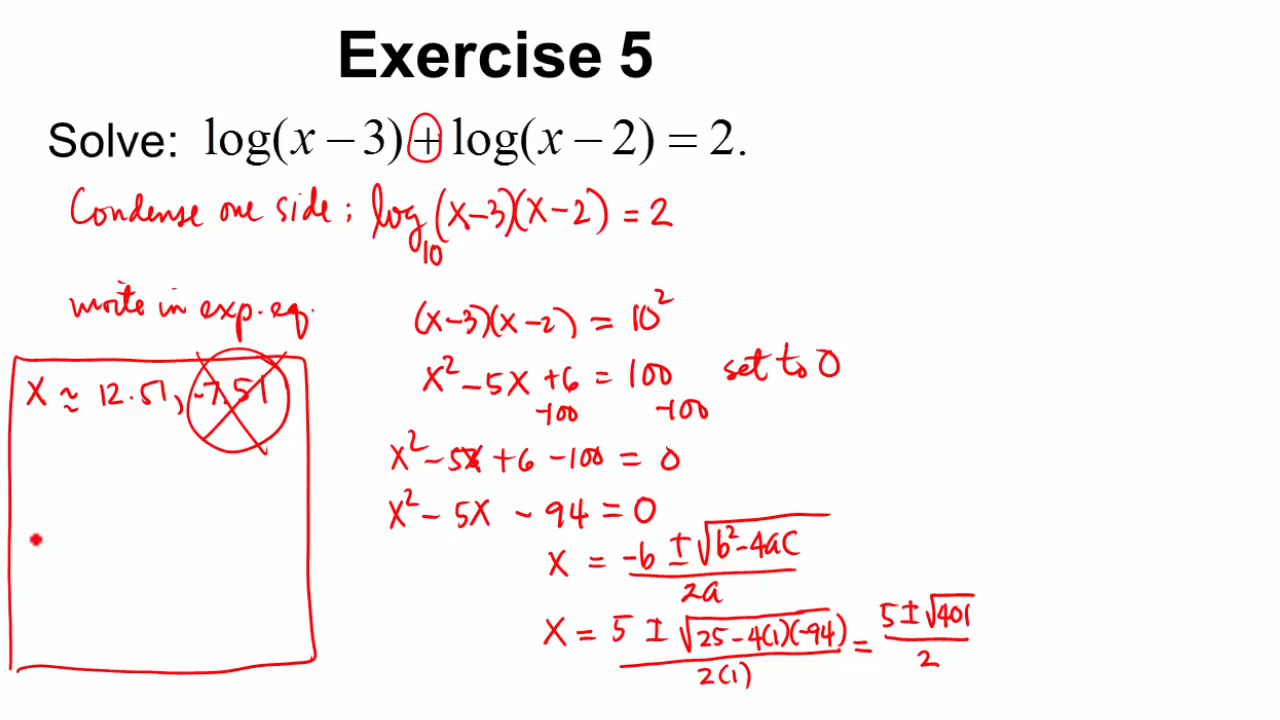 Exercise 5
Solve: log(x − 3) + log(x − 2) = 2.
Condense one side ; log₁₀(x-3)(x-2) = 2
write in exp. eq.
(x-3)(x-2) = 10²
x² - 5x + 6 = 100 set to 0
-100 -100
x ≈ 12.51, -7.51
x² - 5x + 6 - 100 = 0
x² - 5x - 94 = 0
x = -b ± √b² - 4ac
2a
x = 5 ± √25 - 4(1)(-94) = 5 ± √401
2(1) 2